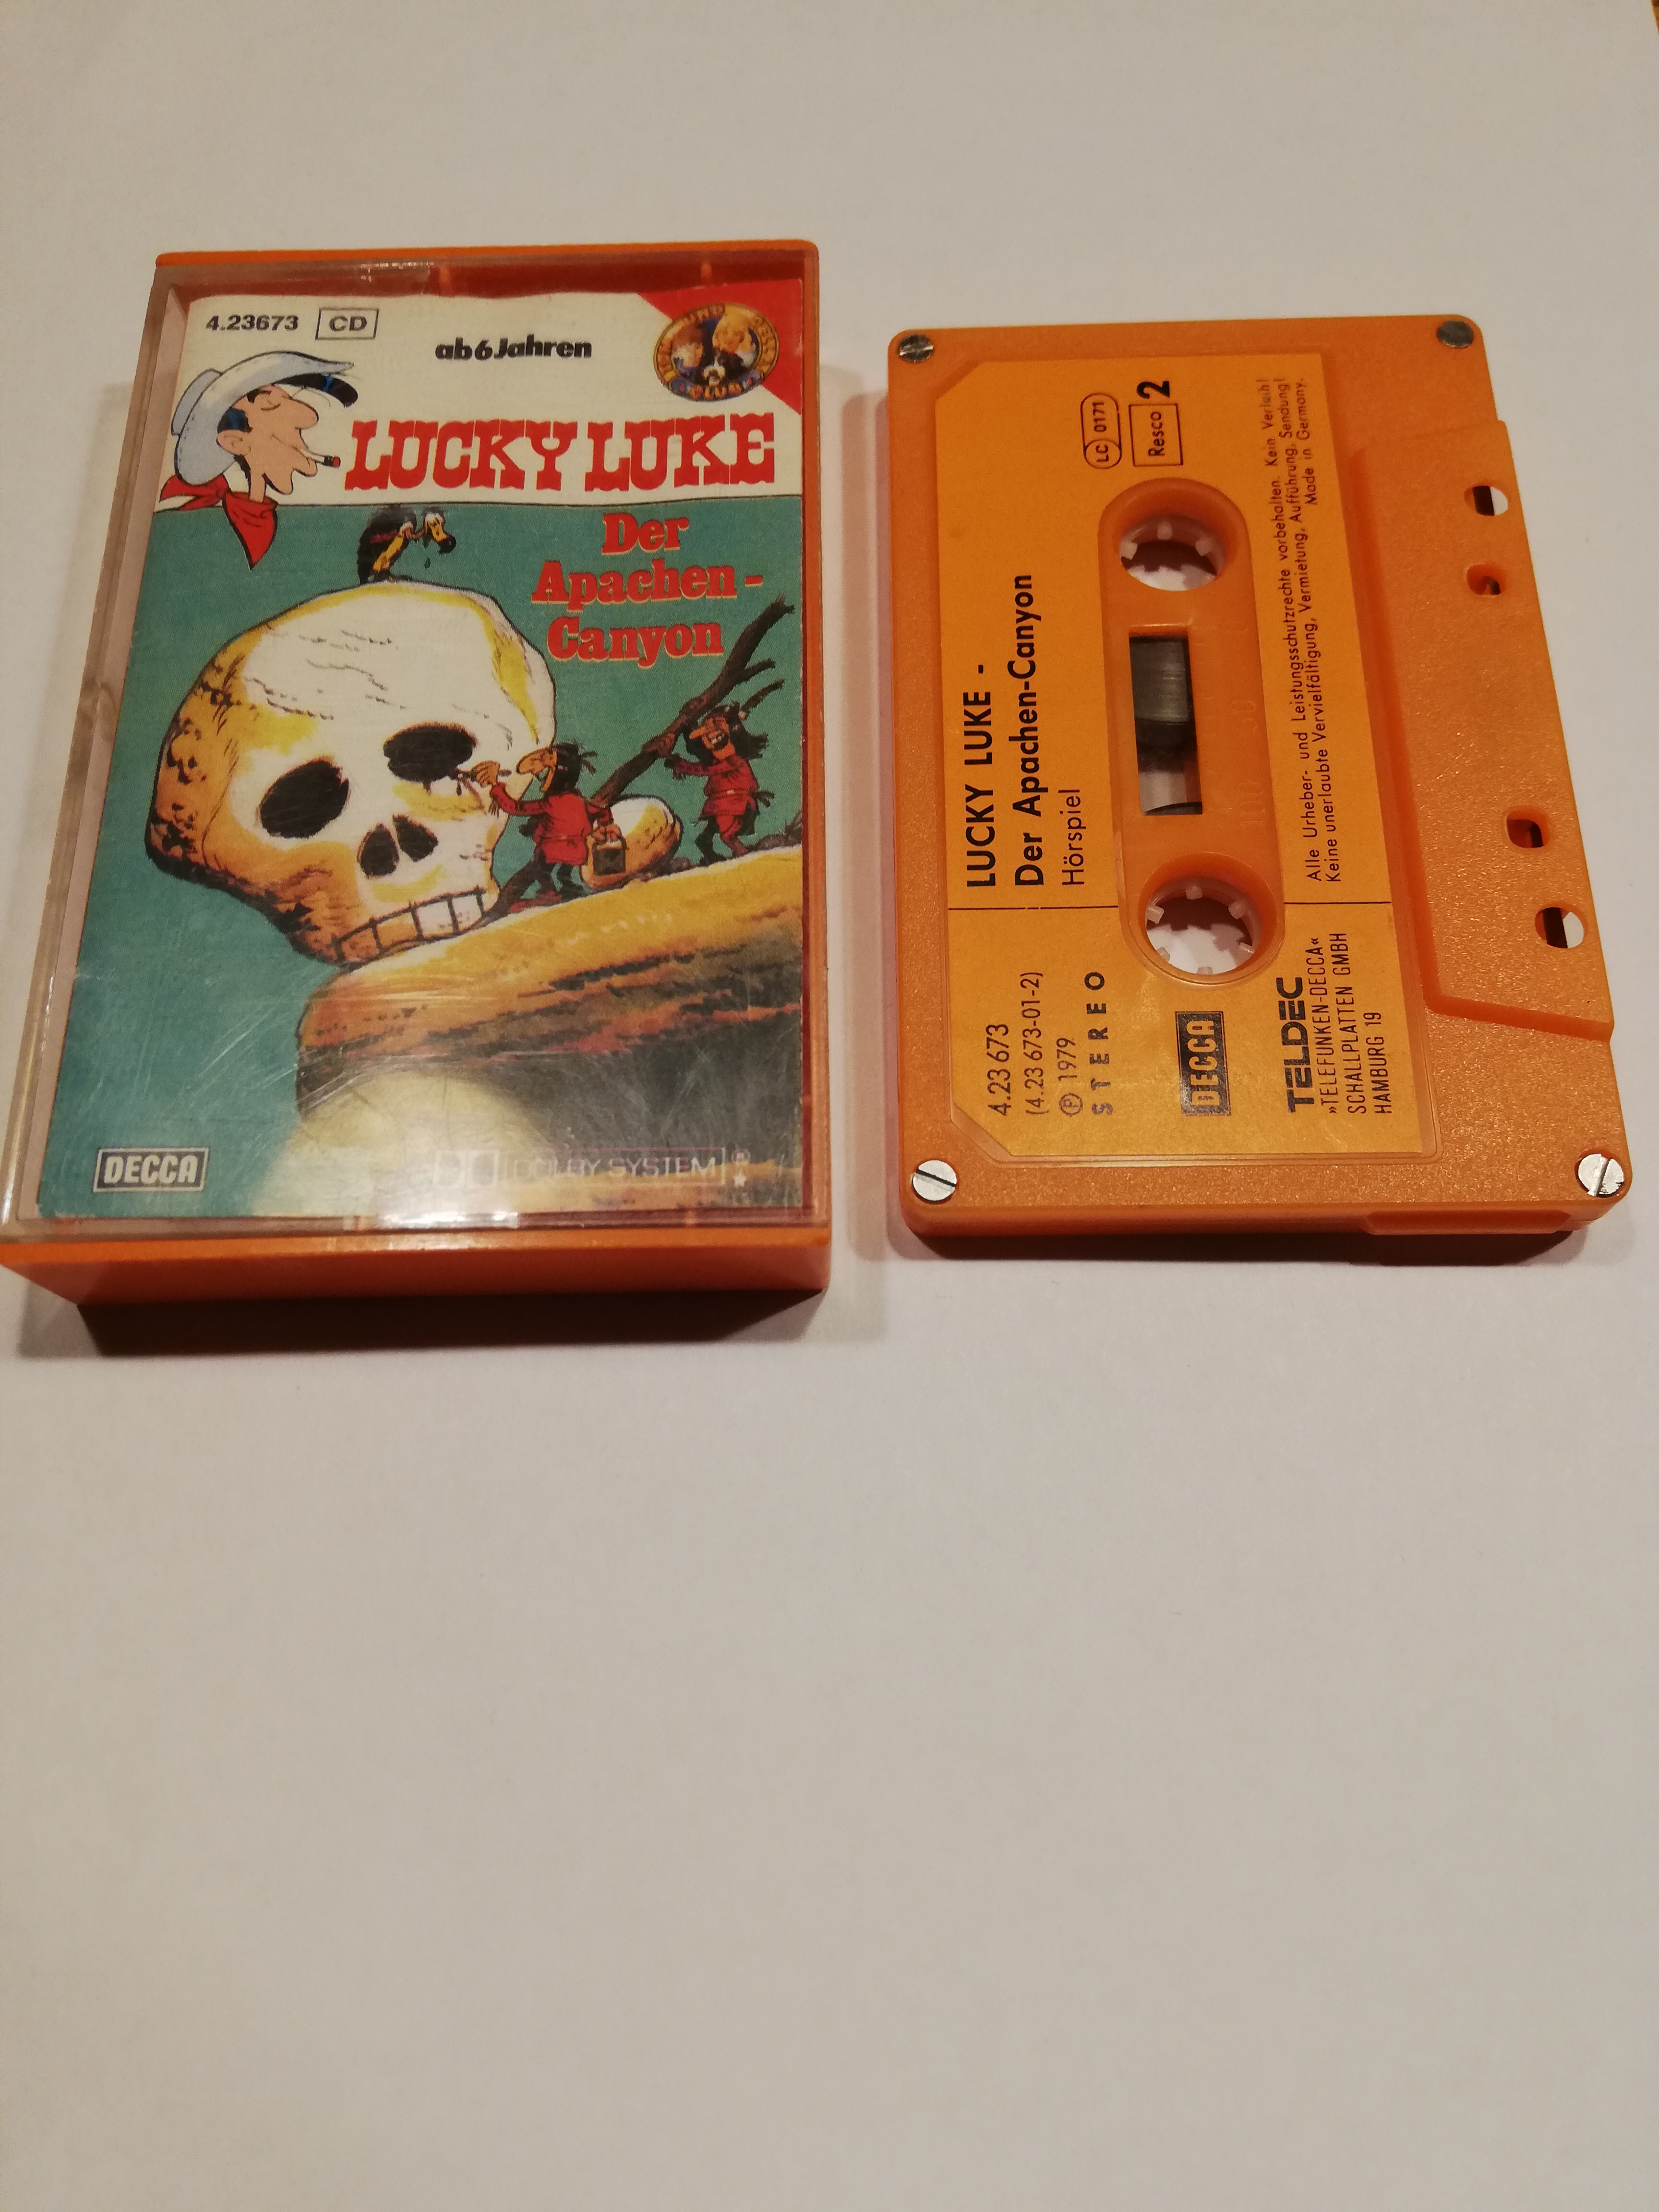 4.23673 CD
ab 6 Jahren
UND
CLUB
LUCKY LUKE
Der
Apachen-
Canyon
DECCA
DOLBY SYSTEM
LUCKY LUKE -
Der Apachen-Canyon
Hörspiel
LC 0171
Resco 2
4.23 673
(4.23 673-01-2)
Ⓟ 1979
STEREO
DECCA
TELDEC
»TELEFUNKEN-DECCA«
SCHALLPLATTEN GMBH
HAMBURG 19
Alle Urheber- und Leistungsschutzrechte vorbehalten. Kein Verleih!
Keine unerlaubte Vervielfältigung, Vermietung, Aufführung, Sendung!
Made in Germany.